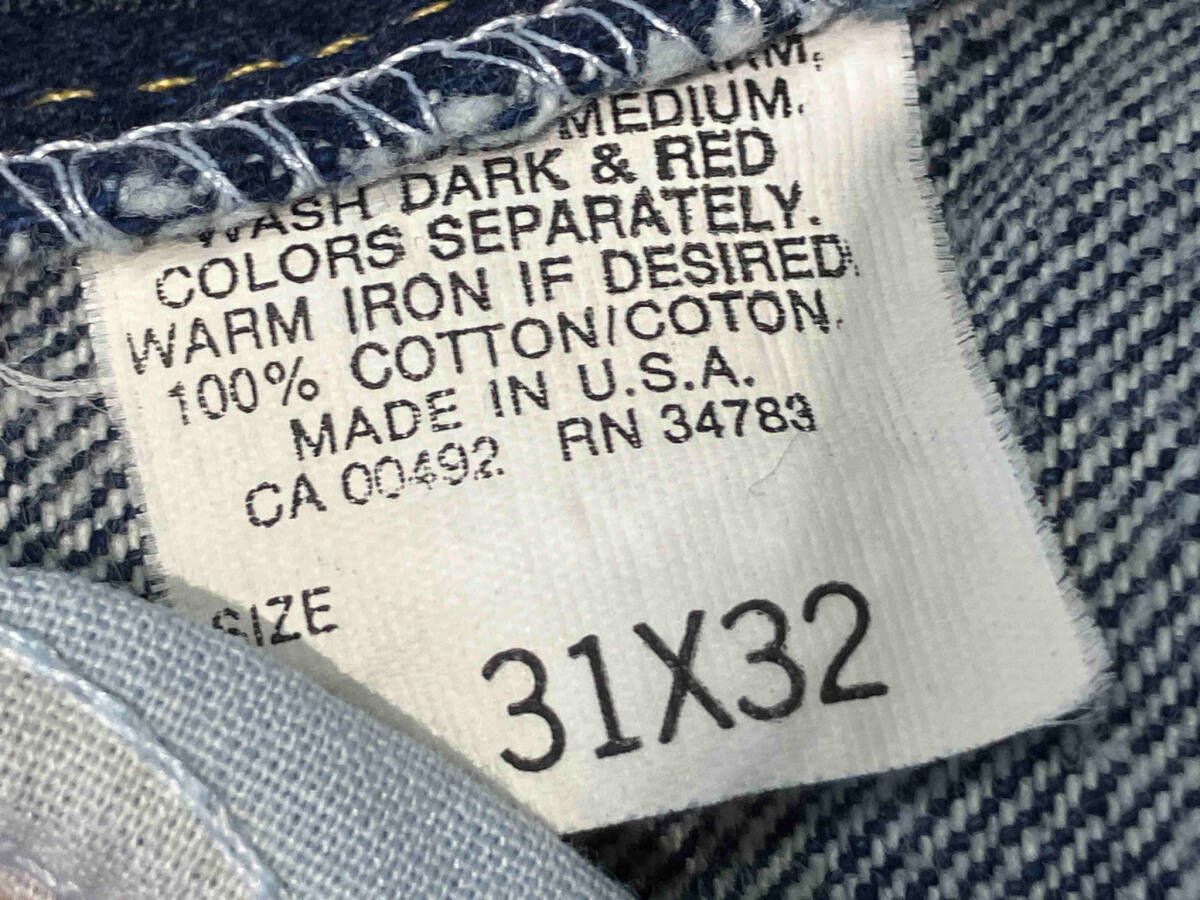 MEDIUM.
WASH DARK & RED
COLORS SEPARATELY.
WARM IRON IF DESIRED
100% COTTON/COTON.
MADE IN U.S.A.
CA 00492 RN 34783
SIZE
31X32